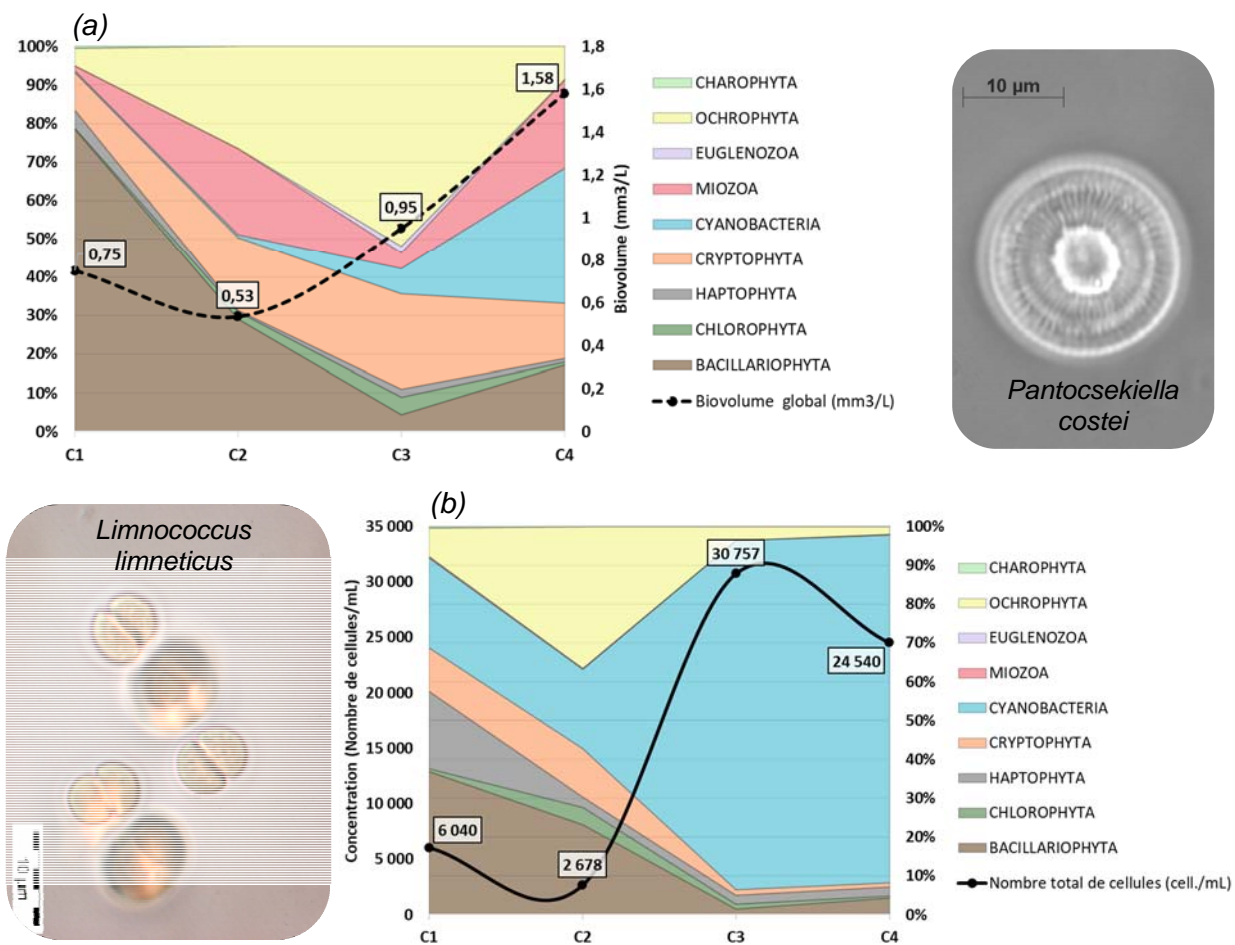 (a)
100%
90%
80%
70%
60%
50%
40%
30%
20%
10%
0%
1,8
1,6
1,4
1,2
1
0,8
0,6
0,4
0,2
0
Biovolume (mm3/L)
0,75
0,53
0,95
1,58
C1
C2
C3
C4
CHAROPHYTA
OCHROPHYTA
EUGLENOZOA
MIOZOA
CYANOBACTERIA
CRYPTOPHYTA
HAPTOPHYTA
CHLOROPHYTA
BACILLARIOPHYTA
Biovolume global (mm3/L)
10 µm
Pantocsekiella
costei
Limnococcus
limneticus
10 µm
(b)
Concentration (Nombre de cellules/mL)
35 000
30 000
25 000
20 000
15 000
10 000
5 000
0
100%
90%
80%
70%
60%
50%
40%
30%
20%
10%
0%
6 040
2 678
30 757
24 540
C1
C2
C3
C4
CHAROPHYTA
OCHROPHYTA
EUGLENOZOA
MIOZOA
CYANOBACTERIA
CRYPTOPHYTA
HAPTOPHYTA
CHLOROPHYTA
BACILLARIOPHYTA
Nombre total de cellules (cell./mL)